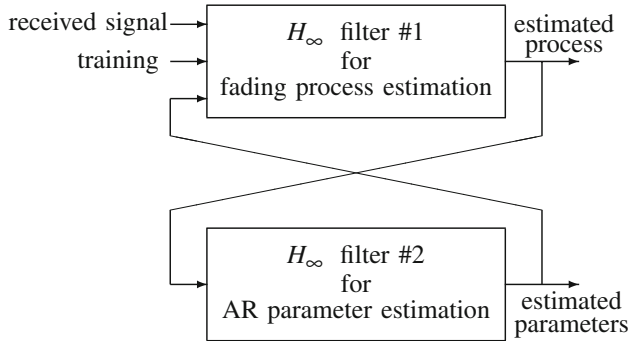 received signal
training
H∞ filter #1
for
fading process estimation
estimated
process
H∞ filter #2
for
AR parameter estimation
estimated
parameters